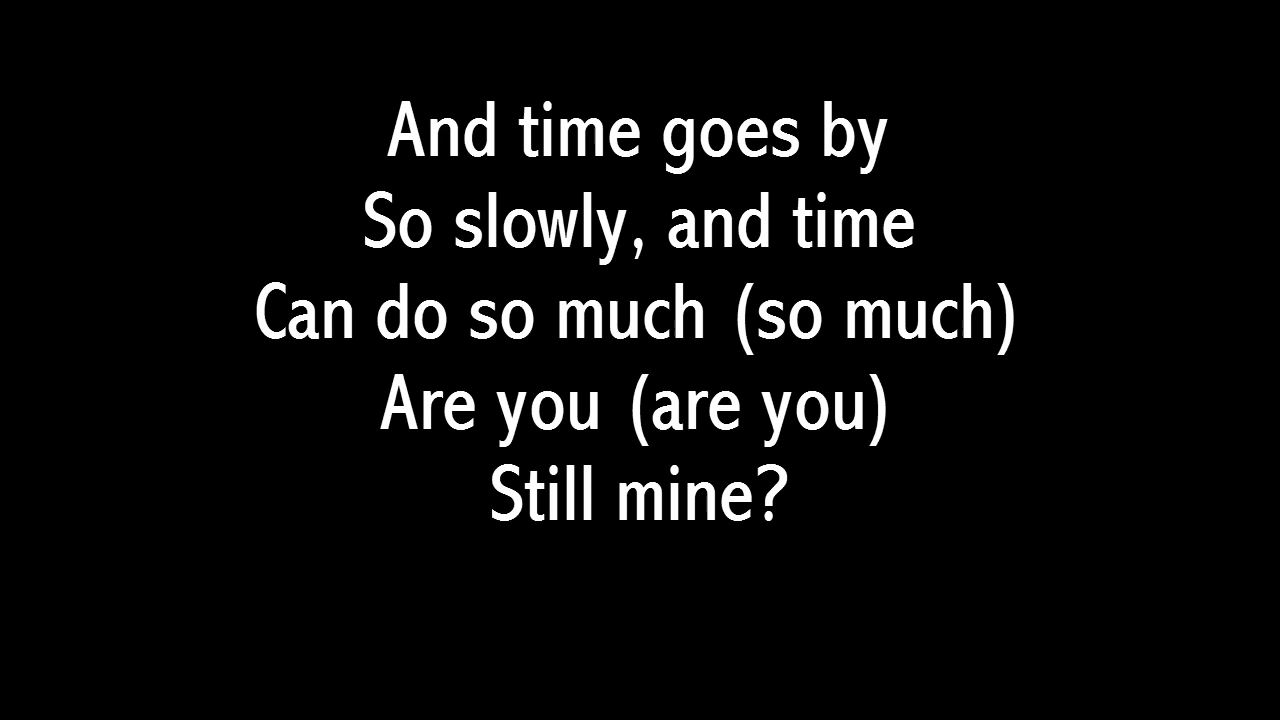 And time goes by
So slowly, and time
Can do so much (so much)
Are you (are you)
Still mine?